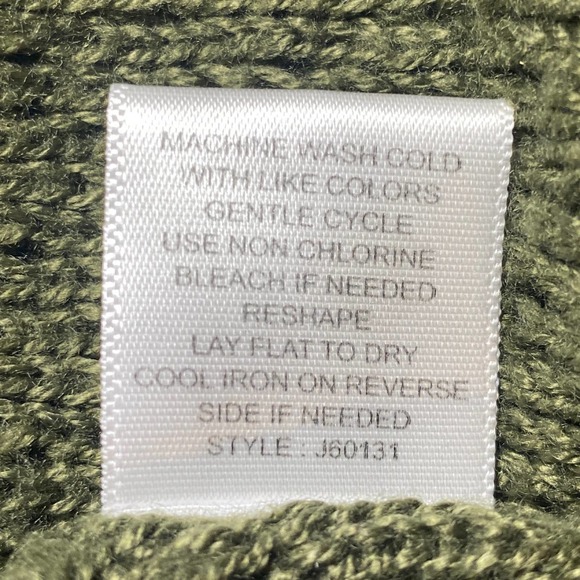 MACHINE WASH COLD
WITH LIKE COLORS
GENTLE CYCLE
USE NON CHLORINE
BLEACH IF NEEDED
RESHAPE
LAY FLAT TO DRY
COOL IRON ON REVERSE
SIDE IF NEEDED
STYLE : J60131